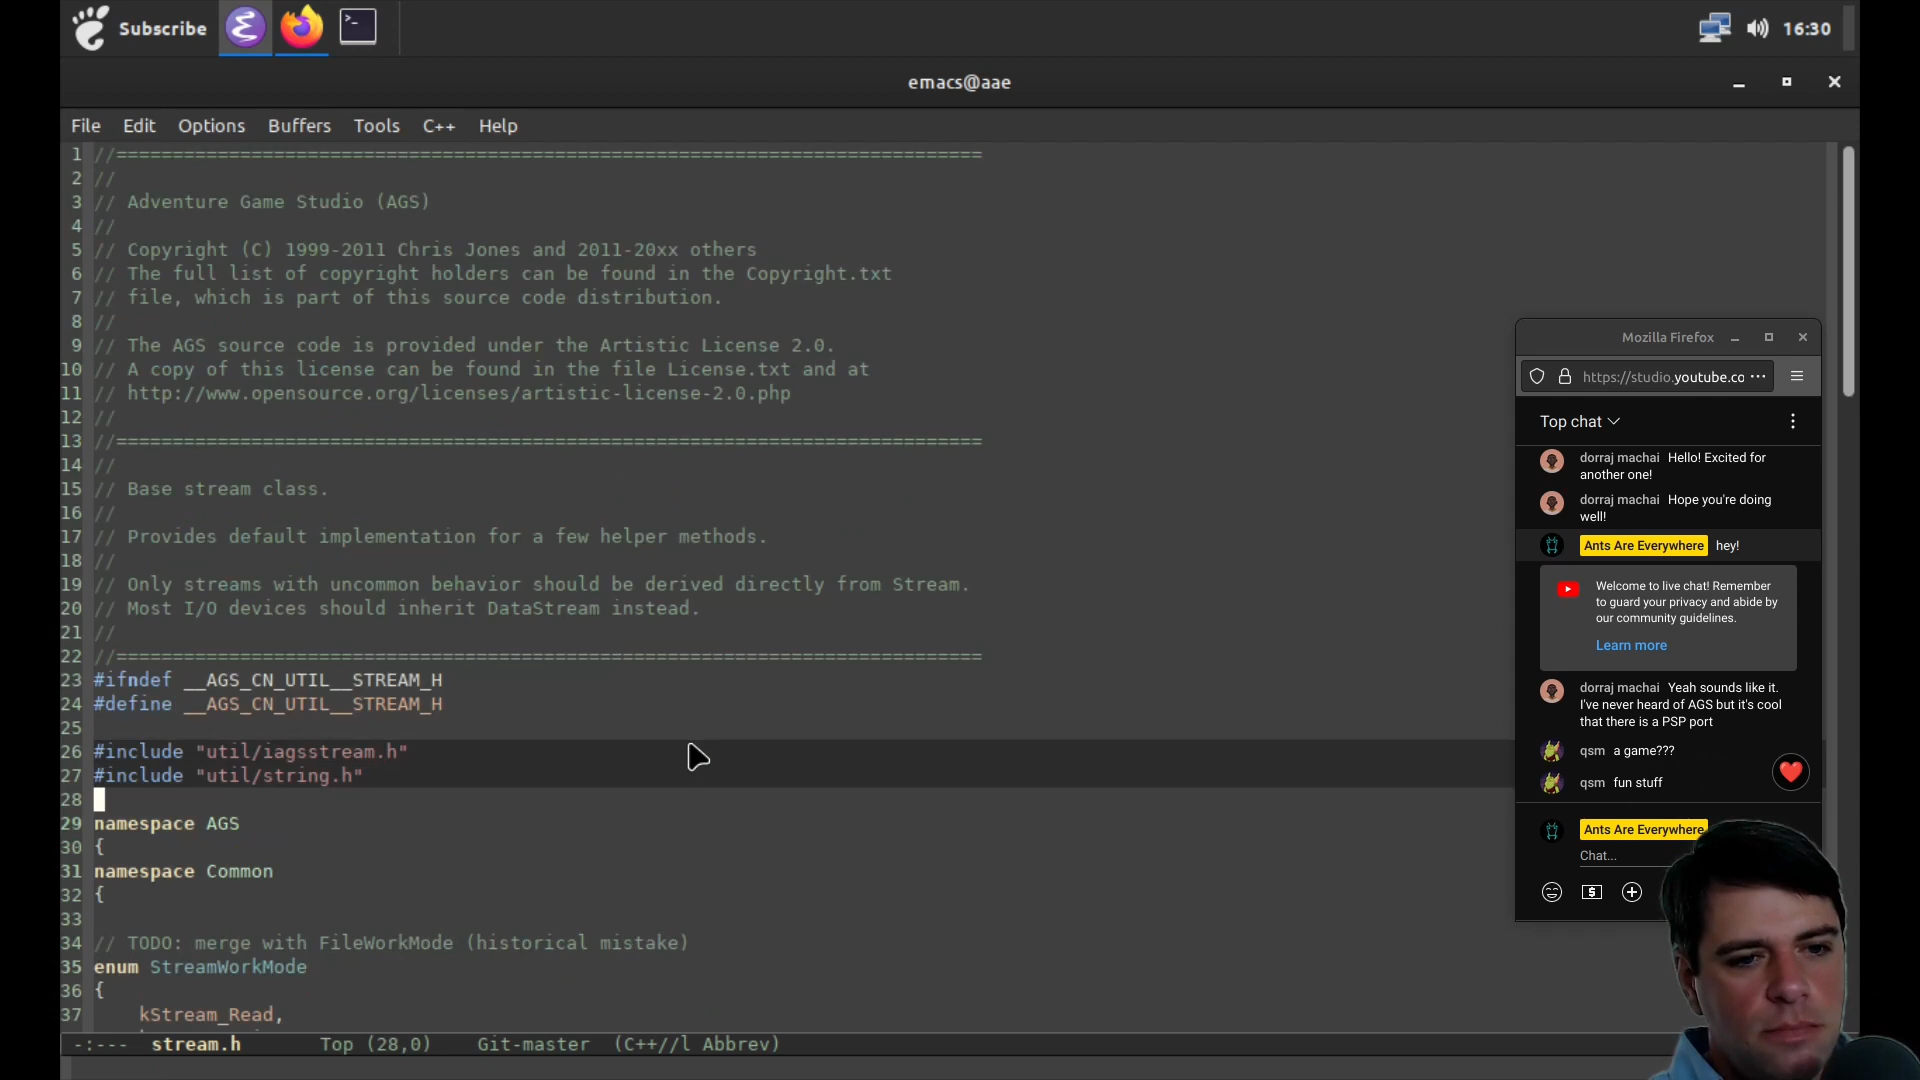 Subscribe
16:30
emacs@aae
File Edit Options Buffers Tools C++ Help
1 //=============================================================================
2 //
3 // Adventure Game Studio (AGS)
4 //
5 // Copyright (C) 1999-2011 Chris Jones and 2011-20xx others
6 // The full list of copyright holders can be found in the Copyright.txt
7 // file, which is part of this source code distribution.
8 //
9 // The AGS source code is provided under the Artistic License 2.0.
10 // A copy of this license can be found in the file License.txt and at
11 // http://www.opensource.org/licenses/artistic-license-2.0.php
12 //
13 //=============================================================================
14 //
15 // Base stream class.
16 //
17 // Provides default implementation for a few helper methods.
18 //
19 // Only streams with uncommon behavior should be derived directly from Stream.
20 // Most I/O devices should inherit DataStream instead.
21 //
22 //=============================================================================
23 #ifndef __AGS_CN_UTIL__STREAM_H
24 #define __AGS_CN_UTIL__STREAM_H
25
26 #include "util/iagsstream.h"
27 #include "util/string.h"
28
29 namespace AGS
30 {
31 namespace Common
32 {
33
34 // TODO: merge with FileWorkMode (historical mistake)
35 enum StreamWorkMode
36 {
37 kStream_Read,
-:--- stream.h Top (28,0) Git-master (C++//l Abbrev)
Mozilla Firefox
https://studio.youtube.co ···
Top chat
dorraj machai Hello! Excited for
another one!
dorraj machai Hope you're doing
well!
Ants Are Everywhere hey!
Welcome to live chat! Remember
to guard your privacy and abide by
our community guidelines.
Learn more
dorraj machai Yeah sounds like it.
I've never heard of AGS but it's cool
that there is a PSP port
qsm a game???
qsm fun stuff
Ants Are Everywhere
Chat...